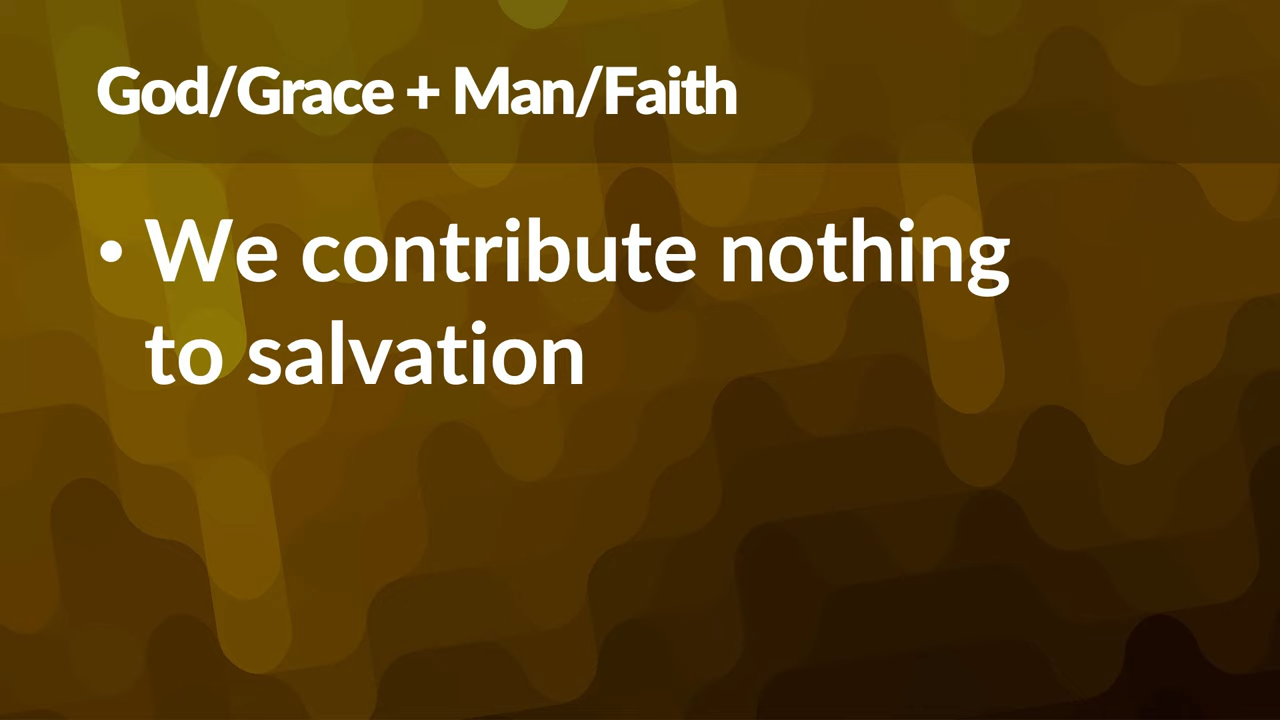 God/Grace + Man/Faith
• We contribute nothing
to salvation